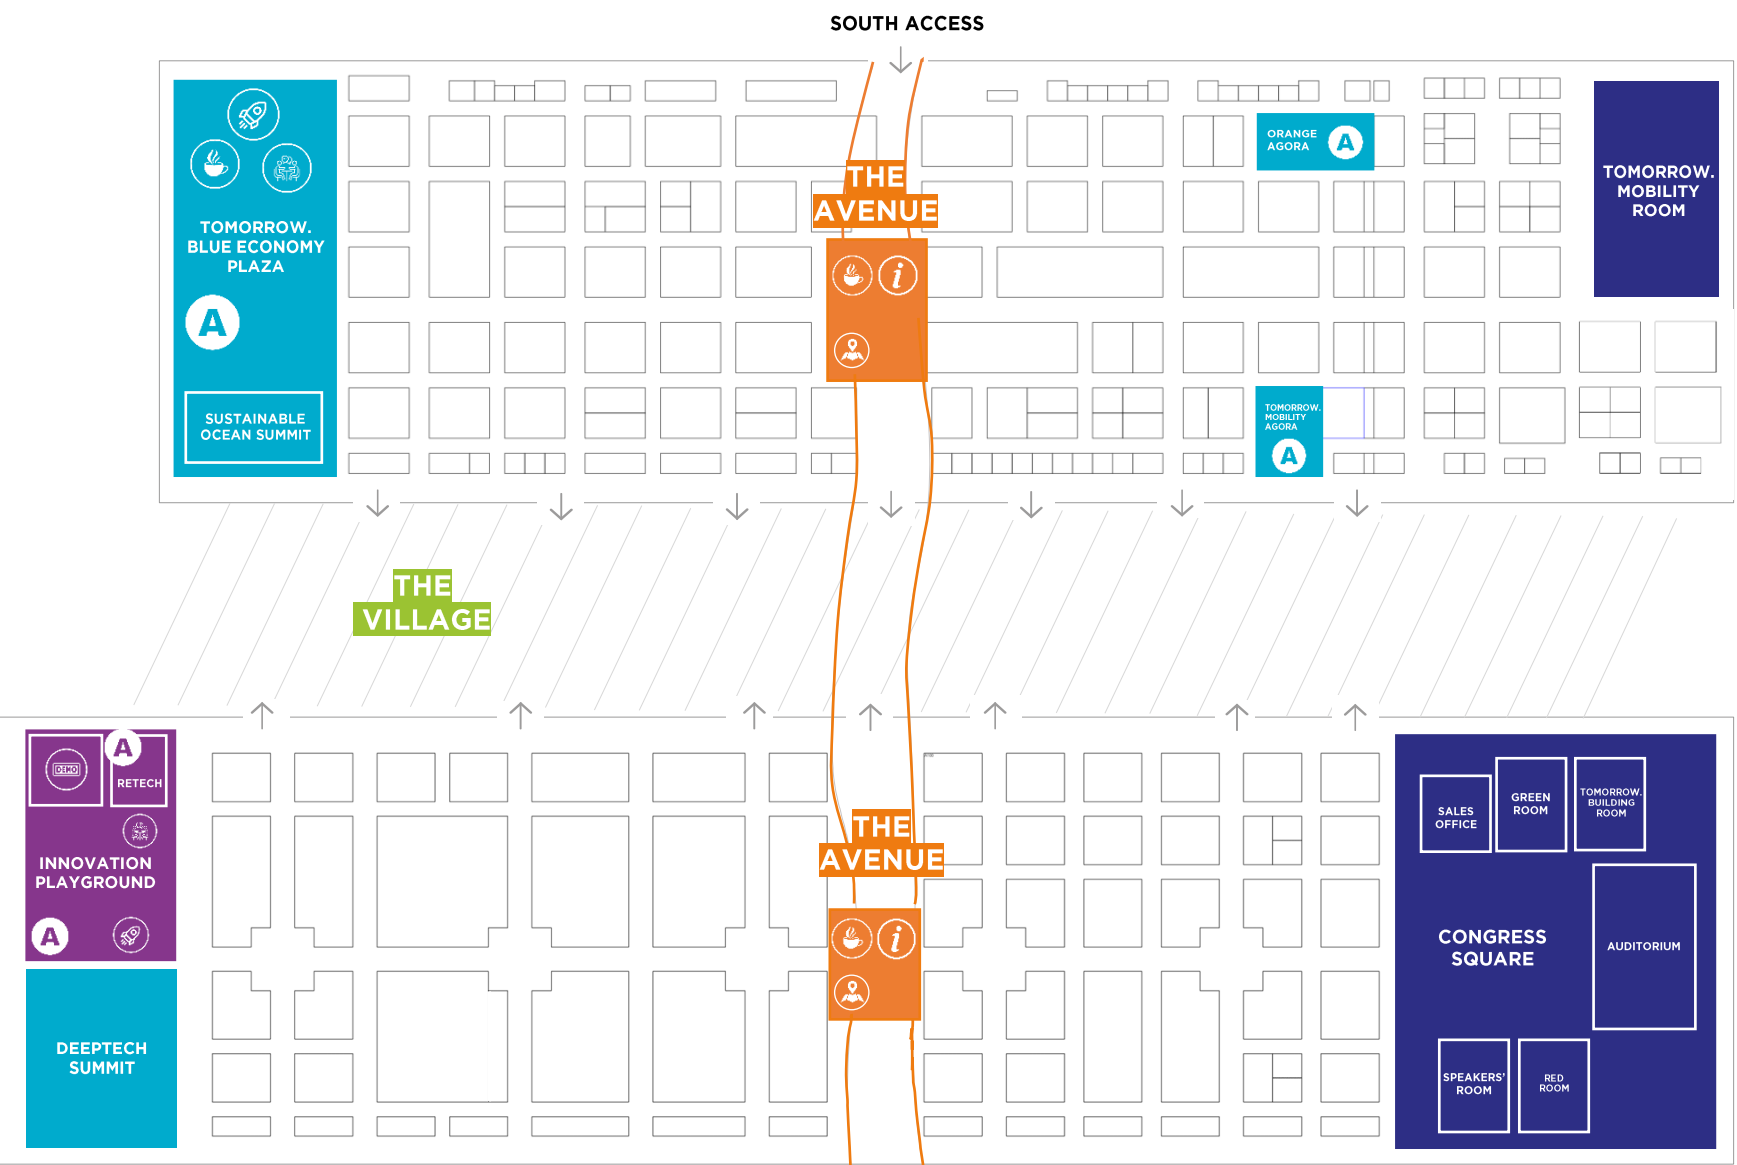 SOUTH ACCESS
TOMORROW.
BLUE ECONOMY
PLAZA
A
SUSTAINABLE
OCEAN SUMMIT
THE
AVENUE
i
ORANGE
AGORA
A
TOMORROW.
MOBILITY
ROOM
TOMORROW.
MOBILITY
AGORA
A
THE
VILLAGE
DEMO
A
RETECH
INNOVATION
PLAYGROUND
A
DEEPTECH
SUMMIT
THE
AVENUE
i
SALES
OFFICE
GREEN
ROOM
TOMORROW.
BUILDING
ROOM
CONGRESS
SQUARE
AUDITORIUM
SPEAKERS'
ROOM
RED
ROOM